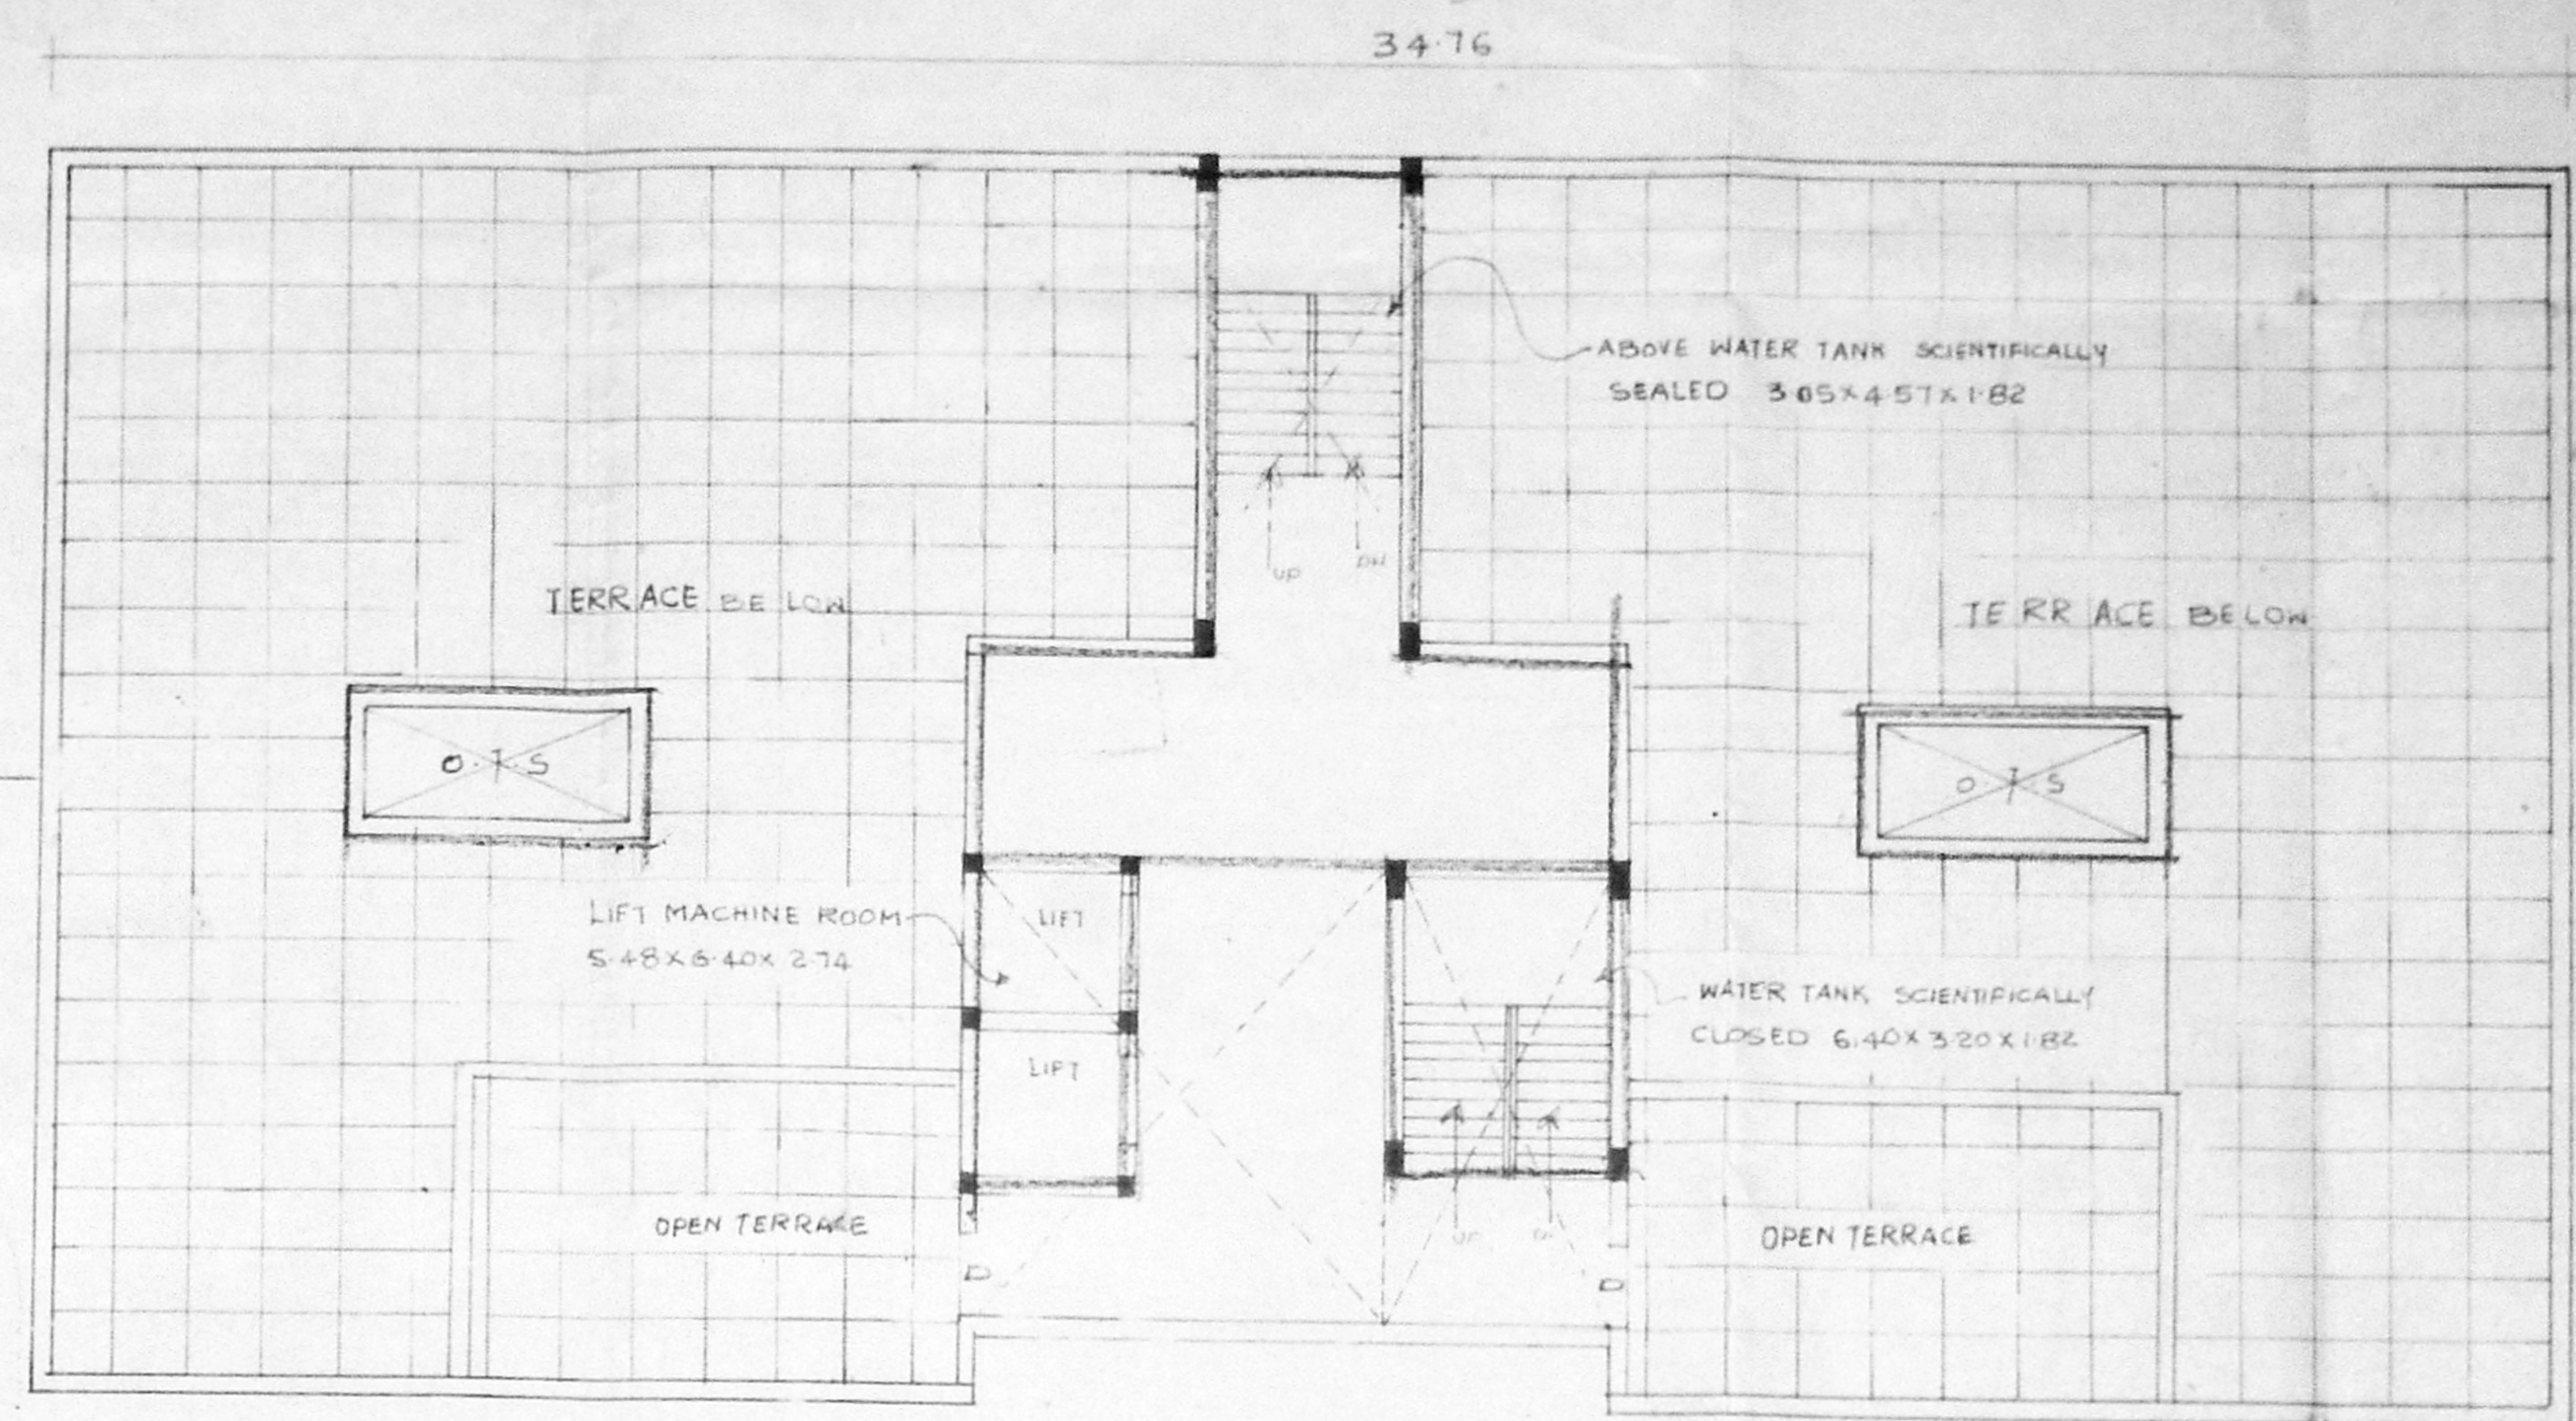 34.76
ABOVE WATER TANK SCIENTIFICALLY
SEALED 3.05X4.57X1.82
UP
DN
TERRACE BELOW
TERRACE BELOW
O.T.S
O.T.S
LIFT MACHINE ROOM
5.48X6.40X2.74
LIFT
LIFT
WATER TANK SCIENTIFICALLY
CLOSED 6.40X3.20X1.82
OPEN TERRACE
UP
DN
OPEN TERRACE
D
D